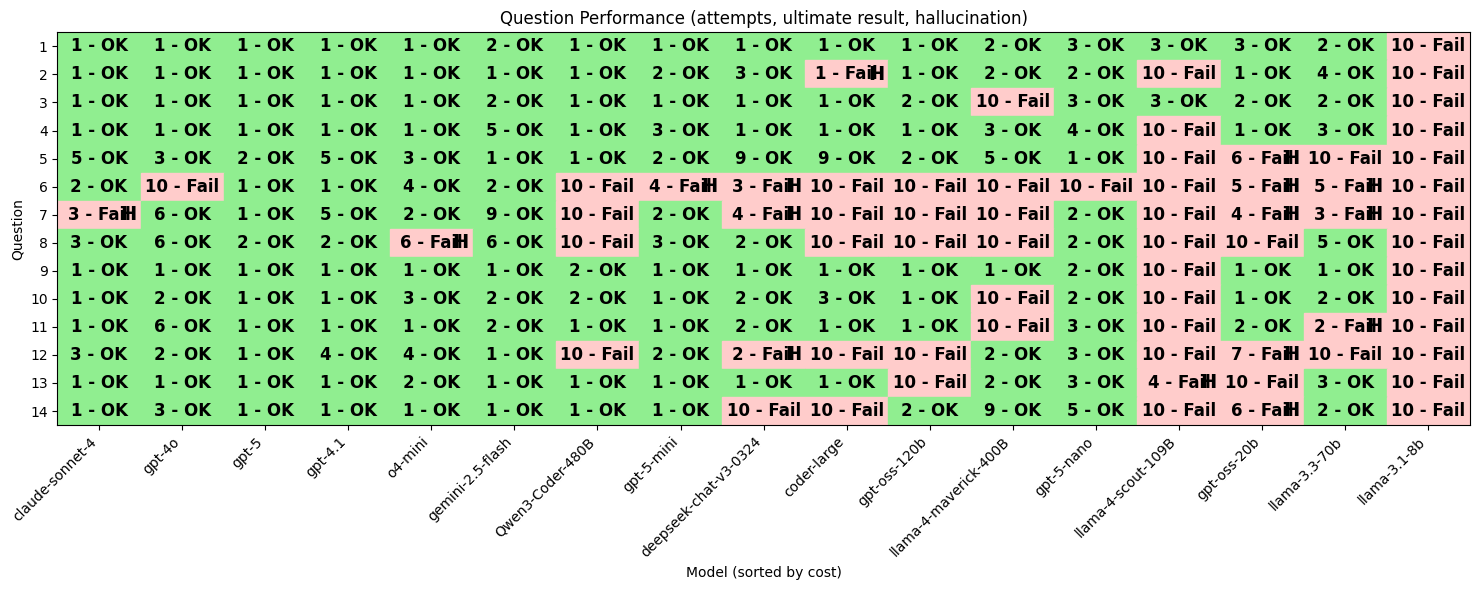 Question Performance (attempts, ultimate result, hallucination)
Question
1 1 - OK 1 - OK 1 - OK 1 - OK 1 - OK 2 - OK 1 - OK 1 - OK 1 - OK 1 - OK 1 - OK 2 - OK 3 - OK 3 - OK 3 - OK 2 - OK 10 - Fail
2 1 - OK 1 - OK 1 - OK 1 - OK 1 - OK 1 - OK 1 - OK 2 - OK 3 - OK 1 - Fail H 1 - OK 2 - OK 2 - OK 10 - Fail 1 - OK 4 - OK 10 - Fail
3 1 - OK 1 - OK 1 - OK 1 - OK 1 - OK 2 - OK 1 - OK 1 - OK 1 - OK 1 - OK 2 - OK 10 - Fail 3 - OK 3 - OK 2 - OK 2 - OK 10 - Fail
4 1 - OK 1 - OK 1 - OK 1 - OK 1 - OK 5 - OK 1 - OK 3 - OK 1 - OK 1 - OK 1 - OK 3 - OK 4 - OK 10 - Fail 1 - OK 3 - OK 10 - Fail
5 5 - OK 3 - OK 2 - OK 5 - OK 3 - OK 1 - OK 1 - OK 2 - OK 9 - OK 9 - OK 2 - OK 5 - OK 1 - OK 10 - Fail 6 - Fail H 10 - Fail 10 - Fail
6 2 - OK 10 - Fail 1 - OK 1 - OK 4 - OK 2 - OK 10 - Fail 4 - Fail H 3 - Fail H 10 - Fail 10 - Fail 10 - Fail 10 - Fail 10 - Fail 5 - Fail H 5 - Fail H 10 - Fail
7 3 - Fail H 6 - OK 1 - OK 5 - OK 2 - OK 9 - OK 10 - Fail 2 - OK 4 - Fail H 10 - Fail 10 - Fail 10 - Fail 2 - OK 10 - Fail 4 - Fail H 3 - Fail H 10 - Fail
8 3 - OK 6 - OK 2 - OK 2 - OK 6 - Fail H 6 - OK 10 - Fail 3 - OK 2 - OK 10 - Fail 10 - Fail 10 - Fail 2 - OK 10 - Fail 10 - Fail 5 - OK 10 - Fail
9 1 - OK 1 - OK 1 - OK 1 - OK 1 - OK 1 - OK 2 - OK 1 - OK 1 - OK 1 - OK 1 - OK 1 - OK 2 - OK 10 - Fail 1 - OK 1 - OK 10 - Fail
10 1 - OK 2 - OK 1 - OK 1 - OK 3 - OK 2 - OK 2 - OK 1 - OK 2 - OK 3 - OK 1 - OK 10 - Fail 2 - OK 10 - Fail 1 - OK 2 - OK 10 - Fail
11 1 - OK 6 - OK 1 - OK 1 - OK 1 - OK 2 - OK 1 - OK 1 - OK 2 - OK 1 - OK 1 - OK 10 - Fail 3 - OK 10 - Fail 2 - OK 2 - Fail H 10 - Fail
12 3 - OK 2 - OK 1 - OK 4 - OK 4 - OK 1 - OK 10 - Fail 2 - OK 2 - Fail H 10 - Fail 10 - Fail 2 - OK 3 - OK 10 - Fail 7 - Fail H 10 - Fail 10 - Fail
13 1 - OK 1 - OK 1 - OK 1 - OK 2 - OK 1 - OK 1 - OK 1 - OK 1 - OK 1 - OK 10 - Fail 2 - OK 3 - OK 4 - Fail H 10 - Fail 3 - OK 10 - Fail
14 1 - OK 3 - OK 1 - OK 1 - OK 1 - OK 1 - OK 1 - OK 1 - OK 10 - Fail 10 - Fail 2 - OK 9 - OK 5 - OK 10 - Fail 6 - Fail H 2 - OK 10 - Fail
claude-sonnet-4
gpt-4o
gpt-5
gpt-4.1
o4-mini
gemini-2.5-flash
Qwen3-Coder-480B
gpt-5-mini
deepseek-chat-v3-0324
coder-large
gpt-oss-120b
llama-4-maverick-400B
gpt-5-nano
llama-4-scout-109B
gpt-oss-20b
llama-3.3-70b
llama-3.1-8b
Model (sorted by cost)